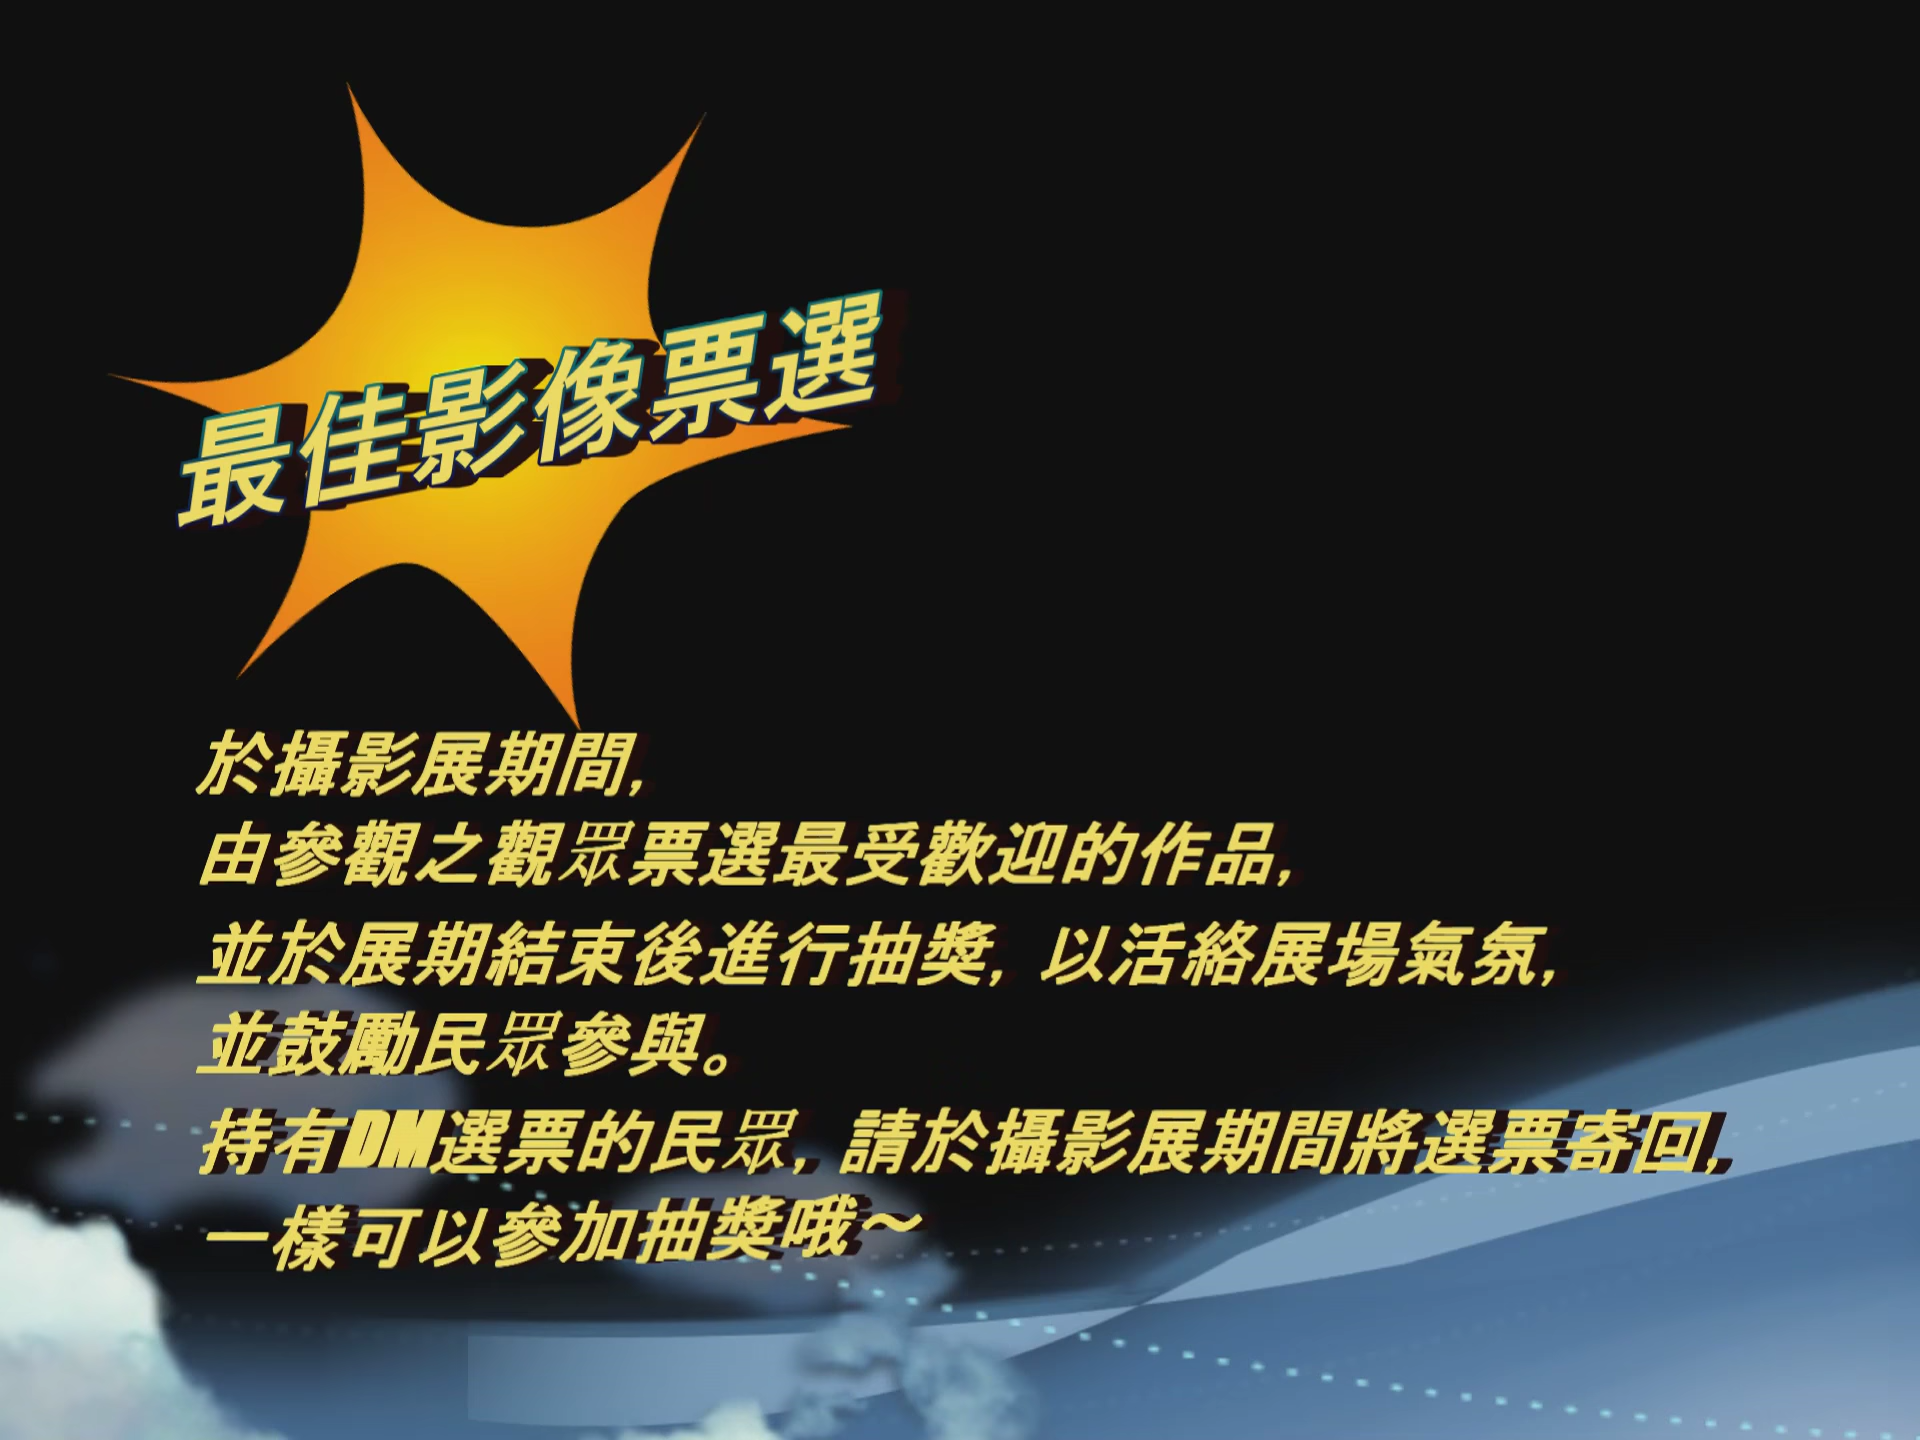 最佳影像票選
於攝影展期間,
由參觀之觀眾票選最受歡迎的作品,
並於展期結束後進行抽獎, 以活絡展場氣氛,
並鼓勵民眾參與。
持有DM選票的民眾, 請於攝影展期間將選票寄回,
一樣可以參加抽獎哦～